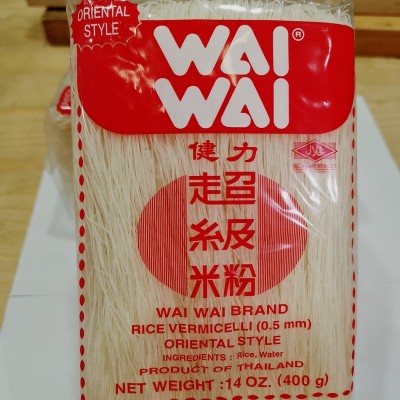 ORIENTAL
STYLE
WAI®
WAI
健力
超級
米粉
WAI WAI BRAND
RICE VERMICELLI (0.5 mm)
ORIENTAL STYLE
INGREDIENTS : Rice, Water
PRODUCT OF THAILAND
NET WEIGHT :14 OZ. (400 g)